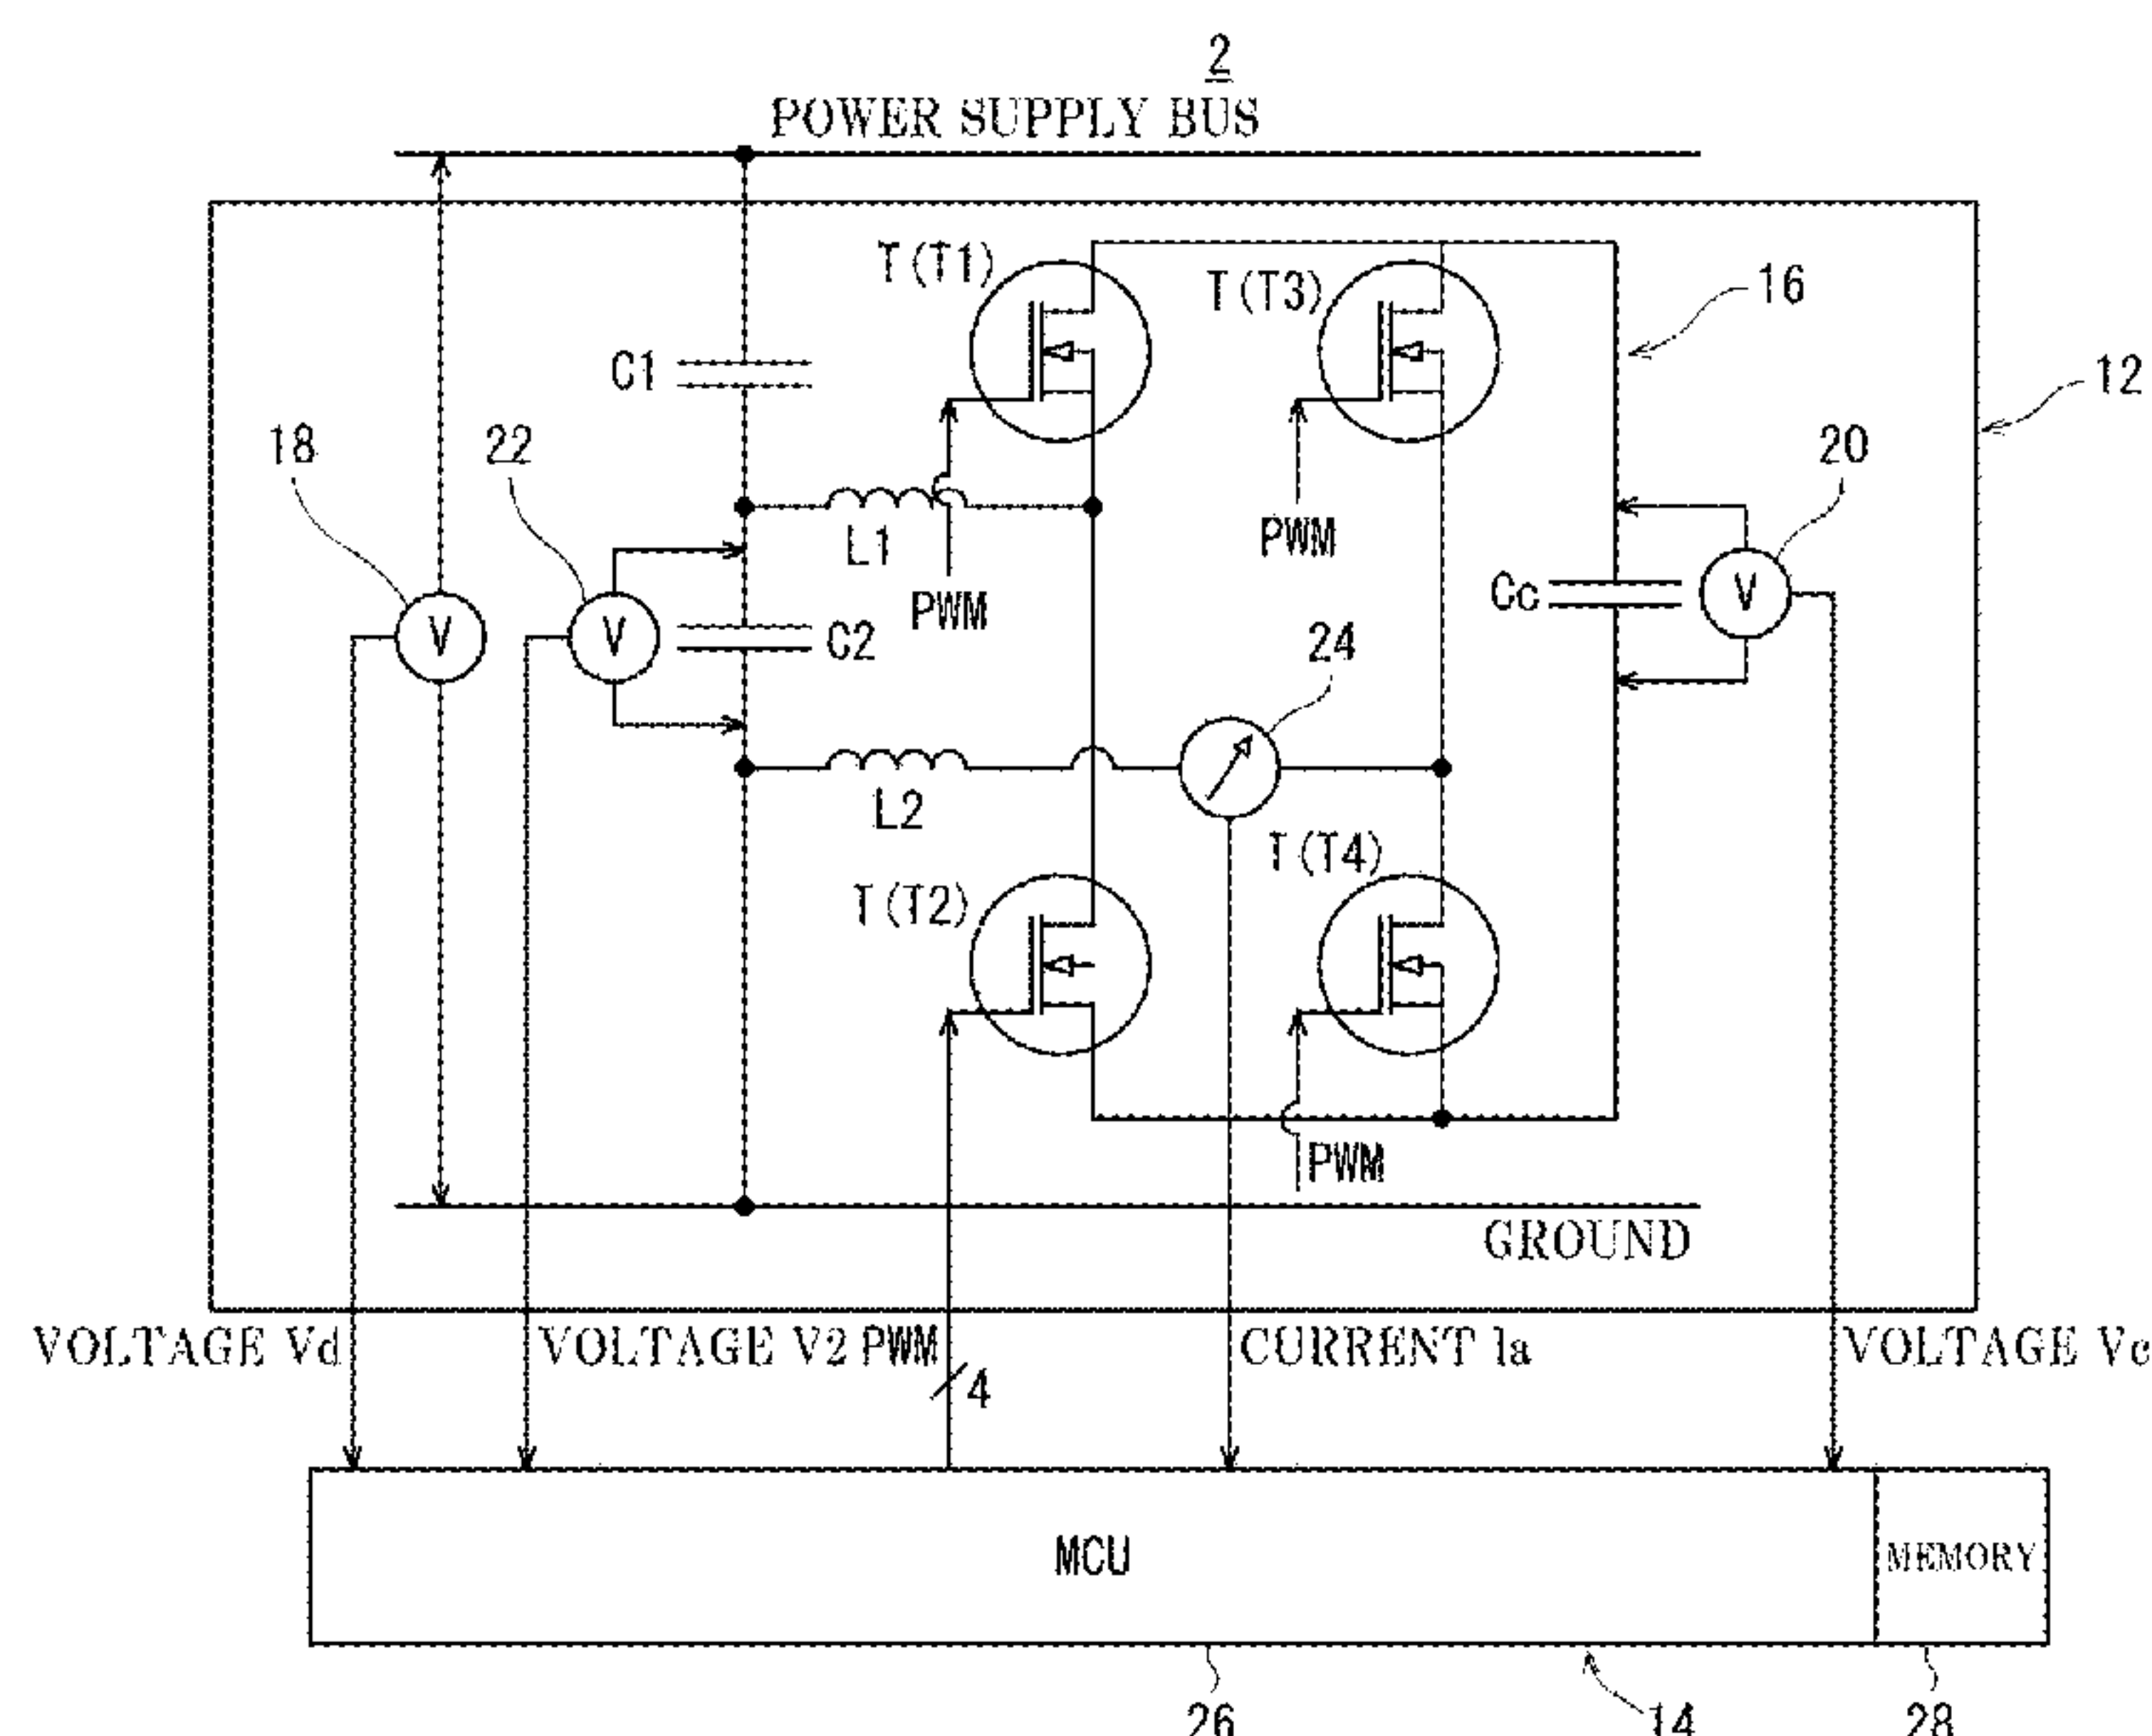 2
POWER SUPPLY BUS
T(T1)
T(T3)
16
12
C1
18
22
20
L1
PWM
PWM
Cc
V
V
V
C2
24
L2
T(T4)
T(T2)
PWM
GROUND
VOLTAGE Vd
VOLTAGE V2
PWM
4
CURRENT Ia
VOLTAGE Vc
MCU
MEMORY
26
14
28